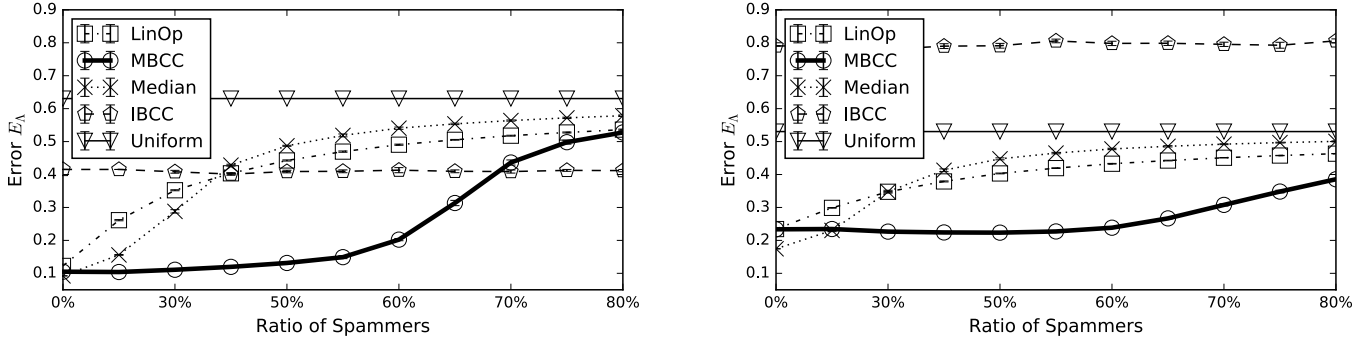 0.9
0.8
0.7
0.6
0.5
0.4
0.3
0.2
0.1
Error E_Λ
LinOp
MBCC
Median
IBCC
Uniform
0% 30% 50% 60% 70% 80%
Ratio of Spammers
0.9
0.8
0.7
0.6
0.5
0.4
0.3
0.2
0.1
Error E_Λ
LinOp
MBCC
Median
IBCC
Uniform
0% 30% 50% 60% 70% 80%
Ratio of Spammers